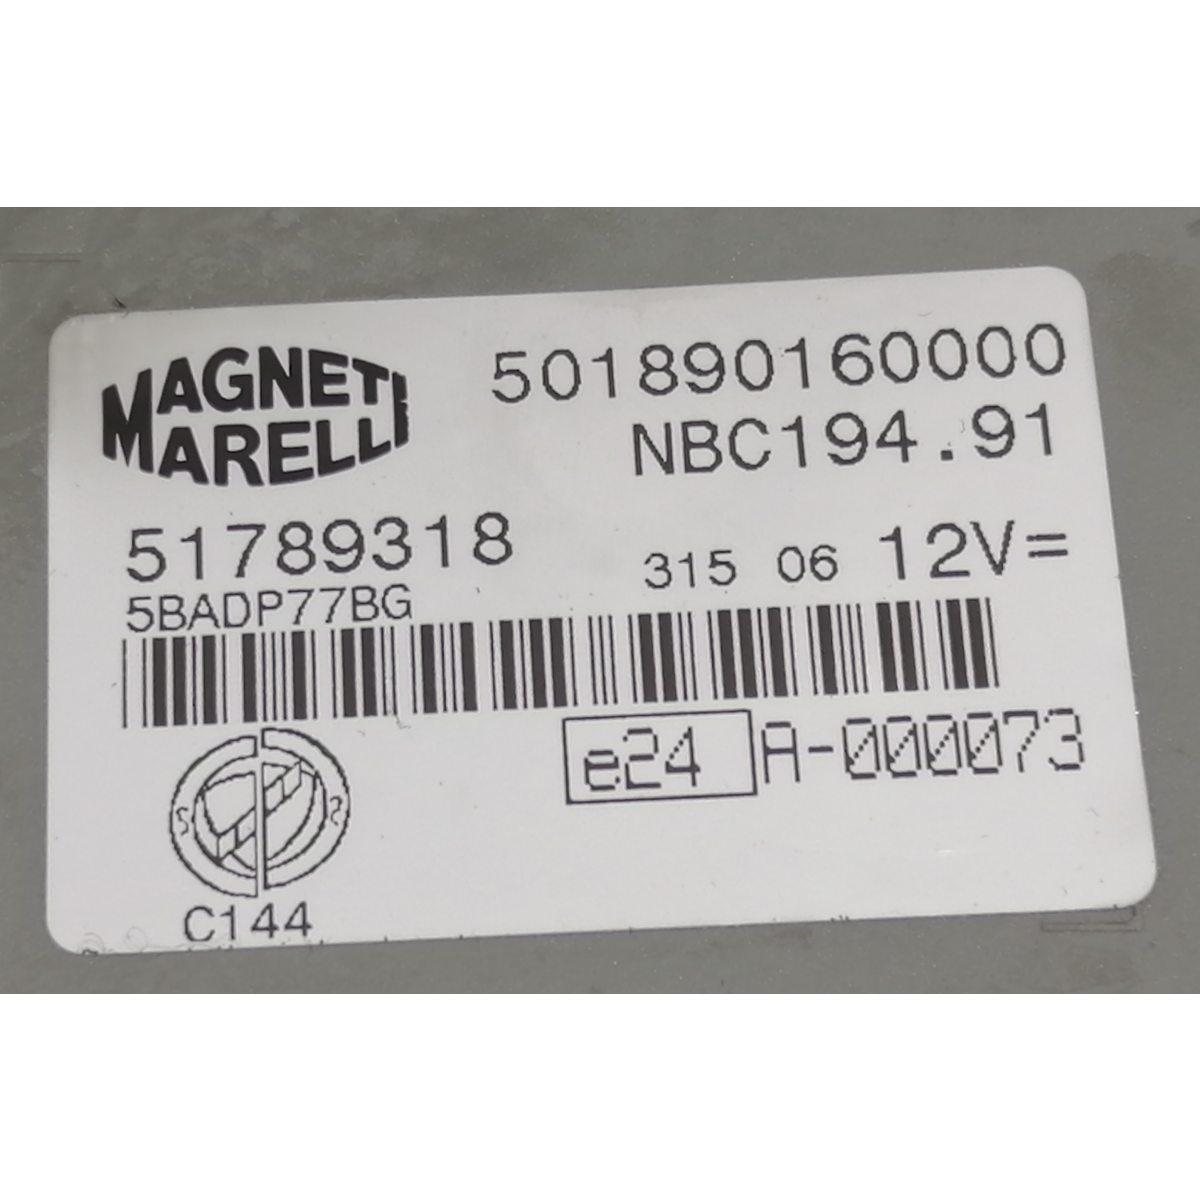 MAGNETI
MARELLI
501890160000
NBC194.91
51789318
315 06 12V=
5BADP77BG
e24 A-000073
C144